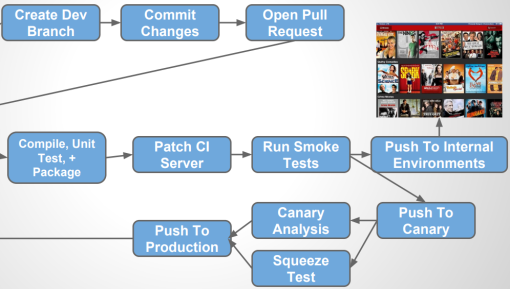 Create Dev
Branch
Commit
Changes
Open Pull
Request
Compile, Unit
Test, +
Package
Patch CI
Server
Run Smoke
Tests
Push To Internal
Environments
Push To
Production
Canary
Analysis
Push To
Canary
Squeeze
Test